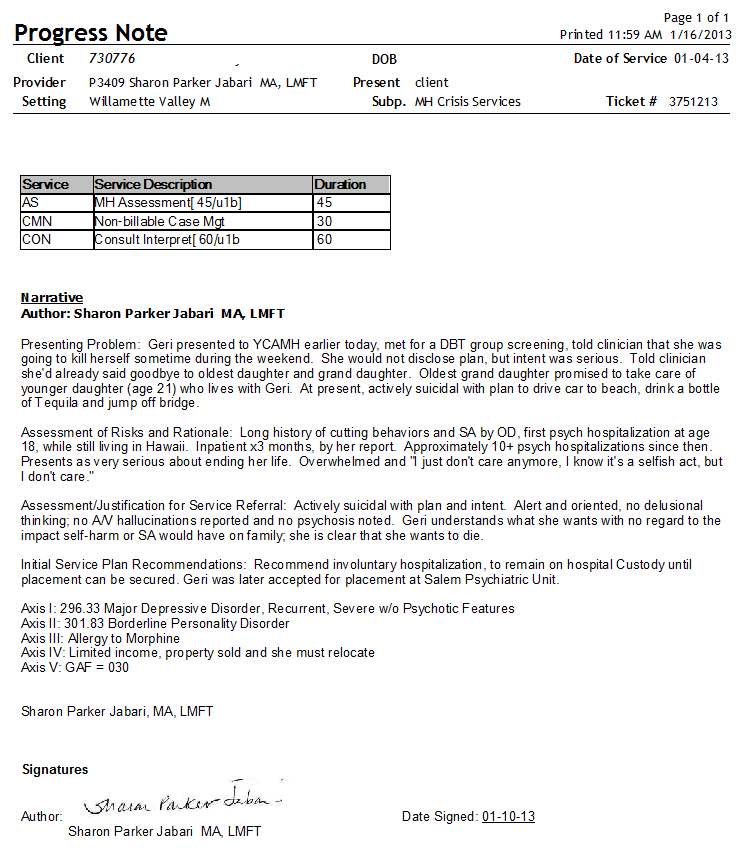 Page 1 of 1
Progress Note
Printed 11:59 AM 1/16/2013
Client 730776 DOB Date of Service 01-04-13
Provider P3409 Sharon Parker Jabari MA, LMFT Present client
Setting Willamette Valley M Subp. MH Crisis Services Ticket # 3751213
Service Service Description Duration
AS MH Assessment[ 45/u1b] 45
CMN Non-billable Case Mgt 30
CON Consult Interpret[ 60/u1b 60
Narrative
Author: Sharon Parker Jabari MA, LMFT
Presenting Problem: Geri presented to YCAMH earlier today, met for a DBT group screening, told clinician that she was
going to kill herself sometime during the weekend. She would not disclose plan, but intent was serious. Told clinician
she'd already said goodbye to oldest daughter and grand daughter. Oldest grand daughter promised to take care of
younger daughter (age 21) who lives with Geri. At present, actively suicidal with plan to drive car to beach, drink a bottle
of Tequila and jump off bridge.
Assessment of Risks and Rationale: Long history of cutting behaviors and SA by OD, first psych hospitalization at age
18, while still living in Hawaii. Inpatient x3 months, by her report. Approximately 10+ psych hospitalizations since then.
Presents as very serious about ending her life. Overwhelmed and "I just don't care anymore, I know it's a selfish act, but
I don't care."
Assessment/Justification for Service Referral: Actively suicidal with plan and intent. Alert and oriented, no delusional
thinking; no A/V hallucinations reported and no psychosis noted. Geri understands what she wants with no regard to the
impact self-harm or SA would have on family; she is clear that she wants to die.
Initial Service Plan Recommendations: Recommend involuntary hospitalization, to remain on hospital Custody until
placement can be secured. Geri was later accepted for placement at Salem Psychiatric Unit.
Axis I: 296.33 Major Depressive Disorder, Recurrent, Severe w/o Psychotic Features
Axis II: 301.83 Borderline Personality Disorder
Axis III: Allergy to Morphine
Axis IV: Limited income, property sold and she must relocate
Axis V: GAF = 030
Sharon Parker Jabari, MA, LMFT
Signatures
Sharon Parker Jabari
Author: Date Signed: 01-10-13
Sharon Parker Jabari MA, LMFT